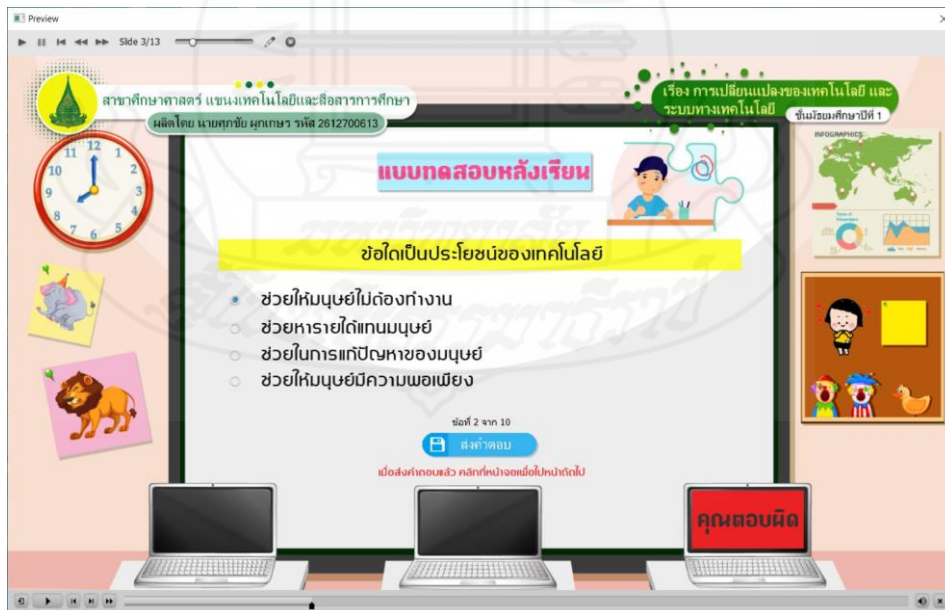 Preview
Slide 3/13
สาขาศึกษาศาสตร์ แขนงเทคโนโลยีและสื่อสารการศึกษา
ผลิตโดย นายศุภชัย ผุกเกษร รหัส 2612700613
เรื่อง การเปลี่ยนแปลงของเทคโนโลยี และ
ระบบทางเทคโนโลยี
ชั้นมัธยมศึกษาปีที่ 1
12
11
1
10
2
9
3
8
4
7
6
5
INFOGRAPHICS
แบบทดสอบหลังเรียน
ข้อใดเป็นประโยชน์ของเทคโนโลยี
ช่วยให้มนุษย์ไม่ต้องทำงาน
ช่วยหารายได้แทนมนุษย์
ช่วยในการแก้ปัญหาของมนุษย์
ช่วยให้มนุษย์มีความพอเพียง
ข้อที่ 2 จาก 10
ส่งคำตอบ
เมื่อส่งคำตอบแล้ว คลิกที่หน้าจอเพื่อไปหน้าถัดไป
คุณตอบผิด